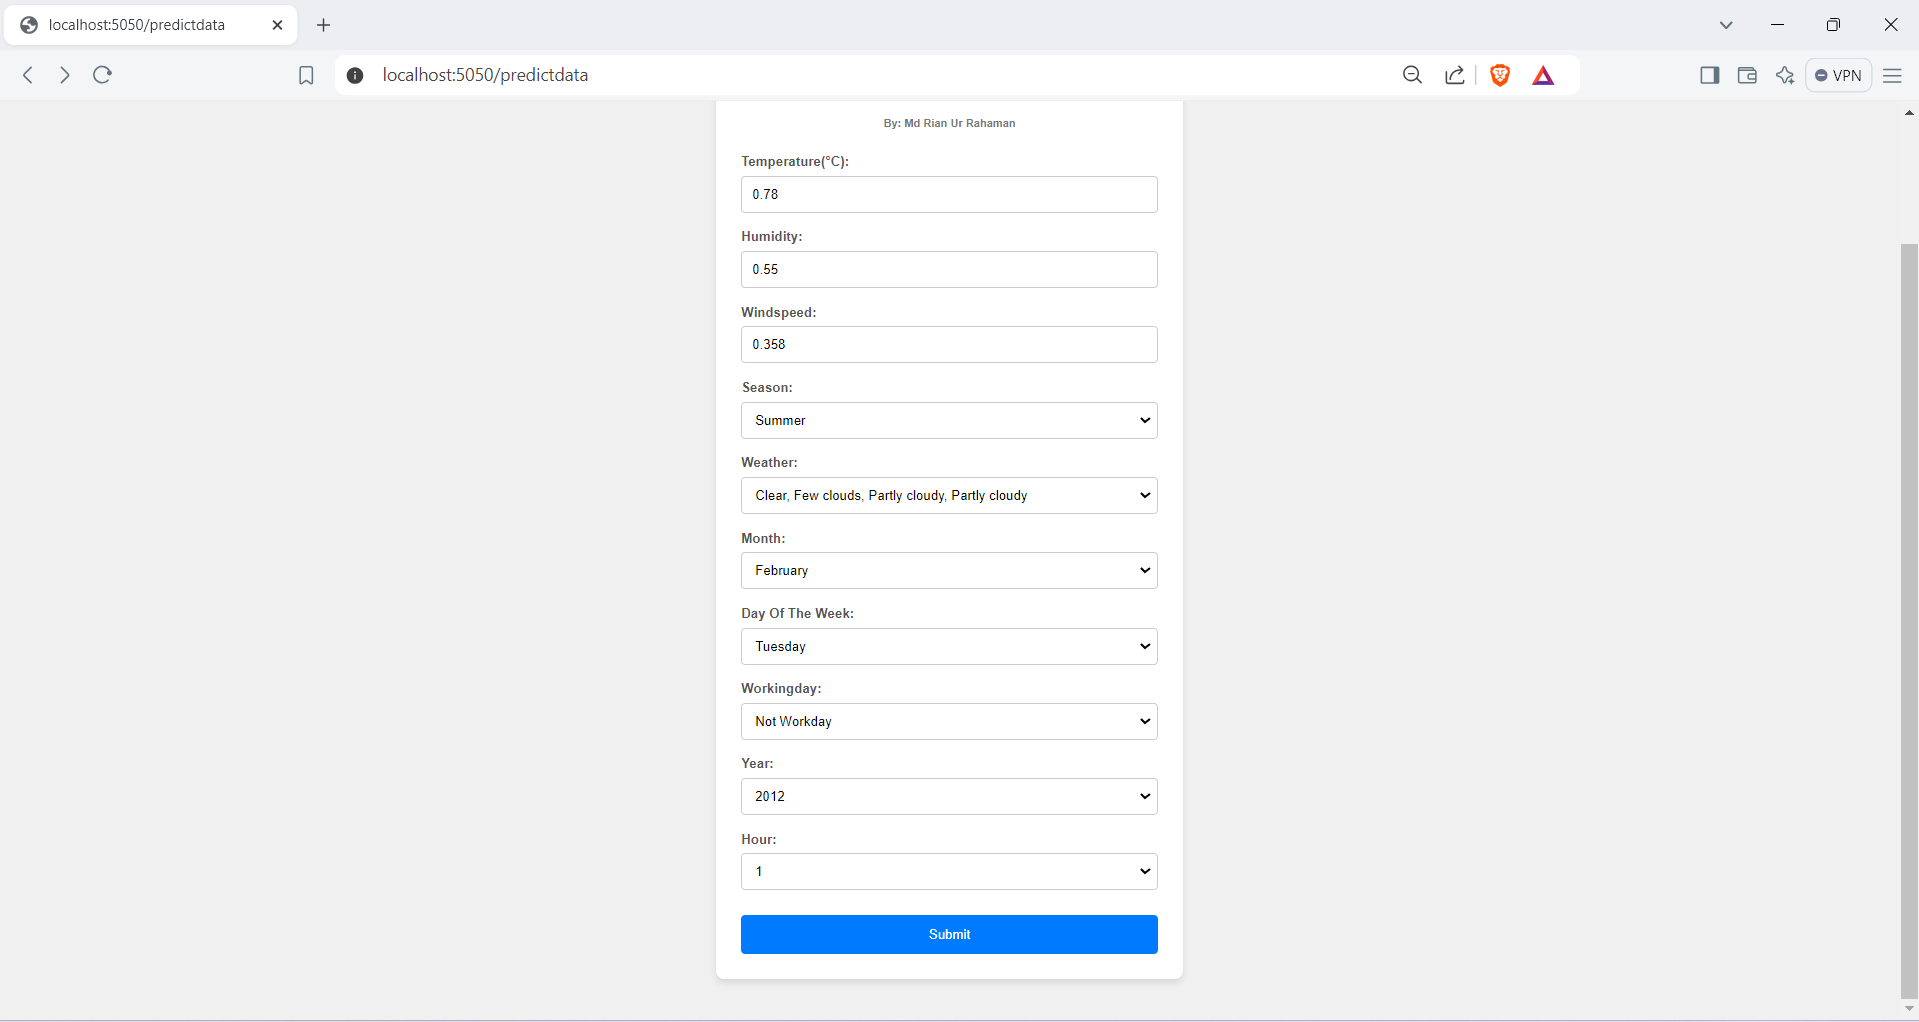 localhost:5050/predictdata
localhost:5050/predictdata
VPN
By: Md Rian Ur Rahaman
Temperature(°C):
0.78
Humidity:
0.55
Windspeed:
0.358
Season:
Summer
Weather:
Clear, Few clouds, Partly cloudy, Partly cloudy
Month:
February
Day Of The Week:
Tuesday
Workingday:
Not Workday
Year:
2012
Hour:
1
Submit